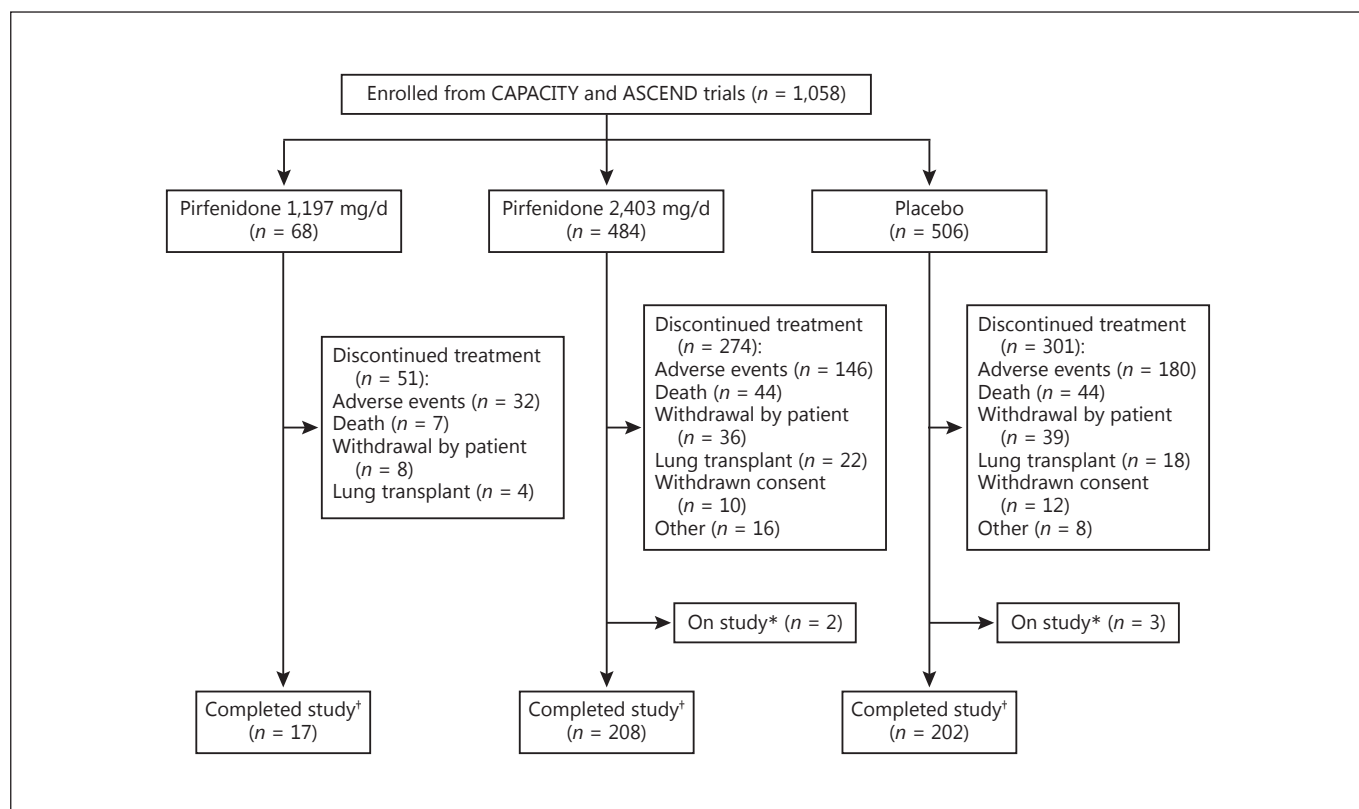 Enrolled from CAPACITY and ASCEND trials (n = 1,058)
Pirfenidone 1,197 mg/d
(n = 68)
Pirfenidone 2,403 mg/d
(n = 484)
Placebo
(n = 506)
Discontinued treatment
(n = 51):
Adverse events (n = 32)
Death (n = 7)
Withdrawal by patient
(n = 8)
Lung transplant (n = 4)
Discontinued treatment
(n = 274):
Adverse events (n = 146)
Death (n = 44)
Withdrawal by patient
(n = 36)
Lung transplant (n = 22)
Withdrawn consent
(n = 10)
Other (n = 16)
Discontinued treatment
(n = 301):
Adverse events (n = 180)
Death (n = 44)
Withdrawal by patient
(n = 39)
Lung transplant (n = 18)
Withdrawn consent
(n = 12)
Other (n = 8)
On study* (n = 2)
On study* (n = 3)
Completed study†
(n = 17)
Completed study†
(n = 208)
Completed study†
(n = 202)